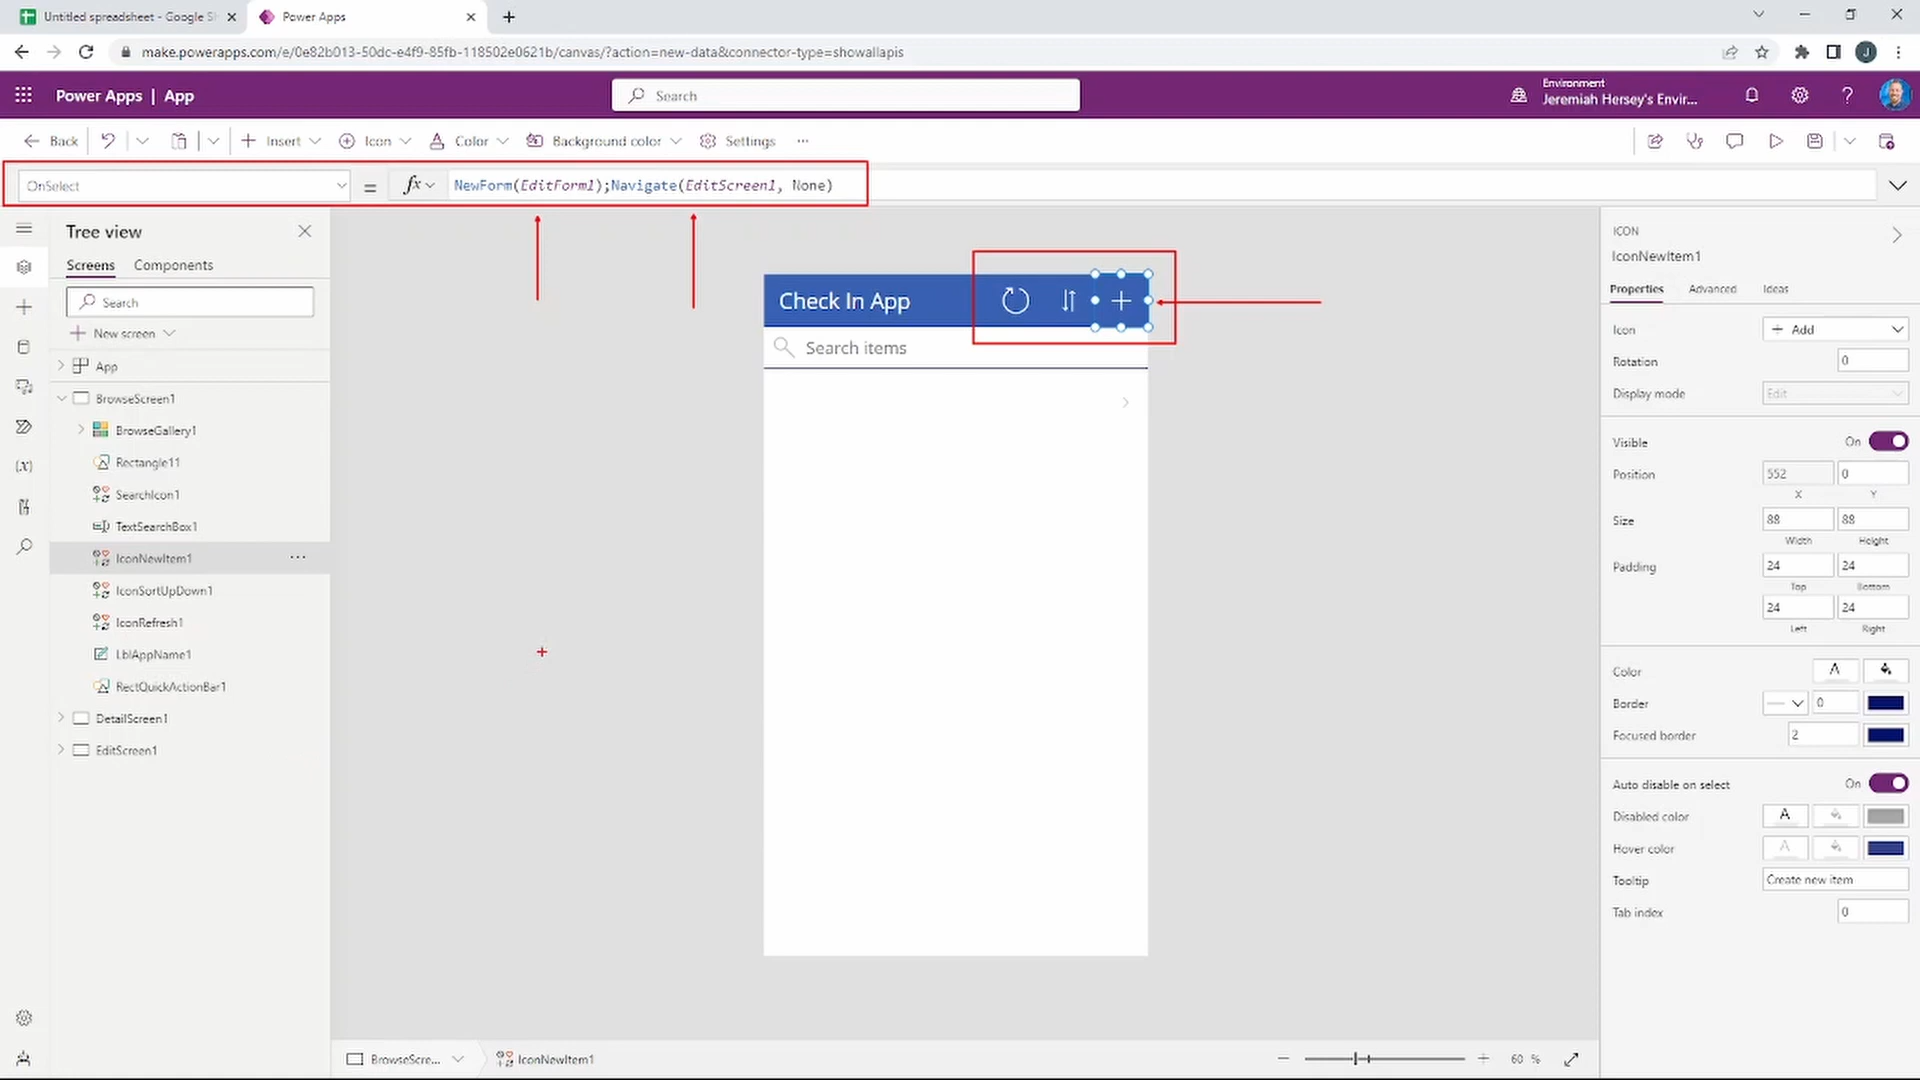 Untitled spreadsheet - Google S
Power Apps
make.powerapps.com/e/0e82b013-50dc-e4f9-85fb-118502e0621b/canvas/?action=new-data&connector-type=showallapis
J
Power Apps | App
Search
Environment
Jeremiah Hersey's Envir...
Back
Insert
Icon
Color
Background color
Settings
OnSelect
=
fx
NewForm(EditForm1);Navigate(EditScreen1, None)
Tree view
Screens
Components
Search
New screen
App
BrowseScreen1
BrowseGallery1
Rectangle11
SearchIcon1
TextSearchBox1
IconNewItem1
IconSortUpDown1
IconRefresh1
LblAppName1
RectQuickActionBar1
DetailScreen1
EditScreen1
Check In App
Search items
ICON
IconNewItem1
Properties
Advanced
Ideas
Icon
Add
Rotation
0
Display mode
Edit
Visible
On
Position
552
0
X
Y
Size
88
88
Width
Height
Padding
24
24
Top
Bottom
24
24
Left
Right
Color
Border
0
Focused border
2
Auto disable on select
On
Disabled color
Hover color
Tooltip
Create new item
Tab index
0
BrowseScre...
IconNewItem1
60 %